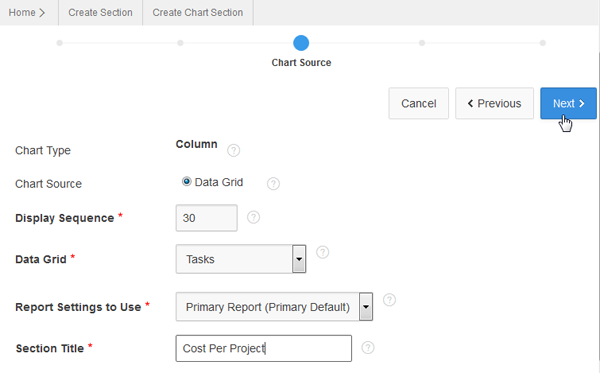 Home > Create Section Create Chart Section
Chart Source
Cancel < Previous Next >
Chart Type Column ?
Chart Source Data Grid ?
Display Sequence * 30 ?
Data Grid * Tasks ?
Report Settings to Use * Primary Report (Primary Default) ?
Section Title * Cost Per Project ?